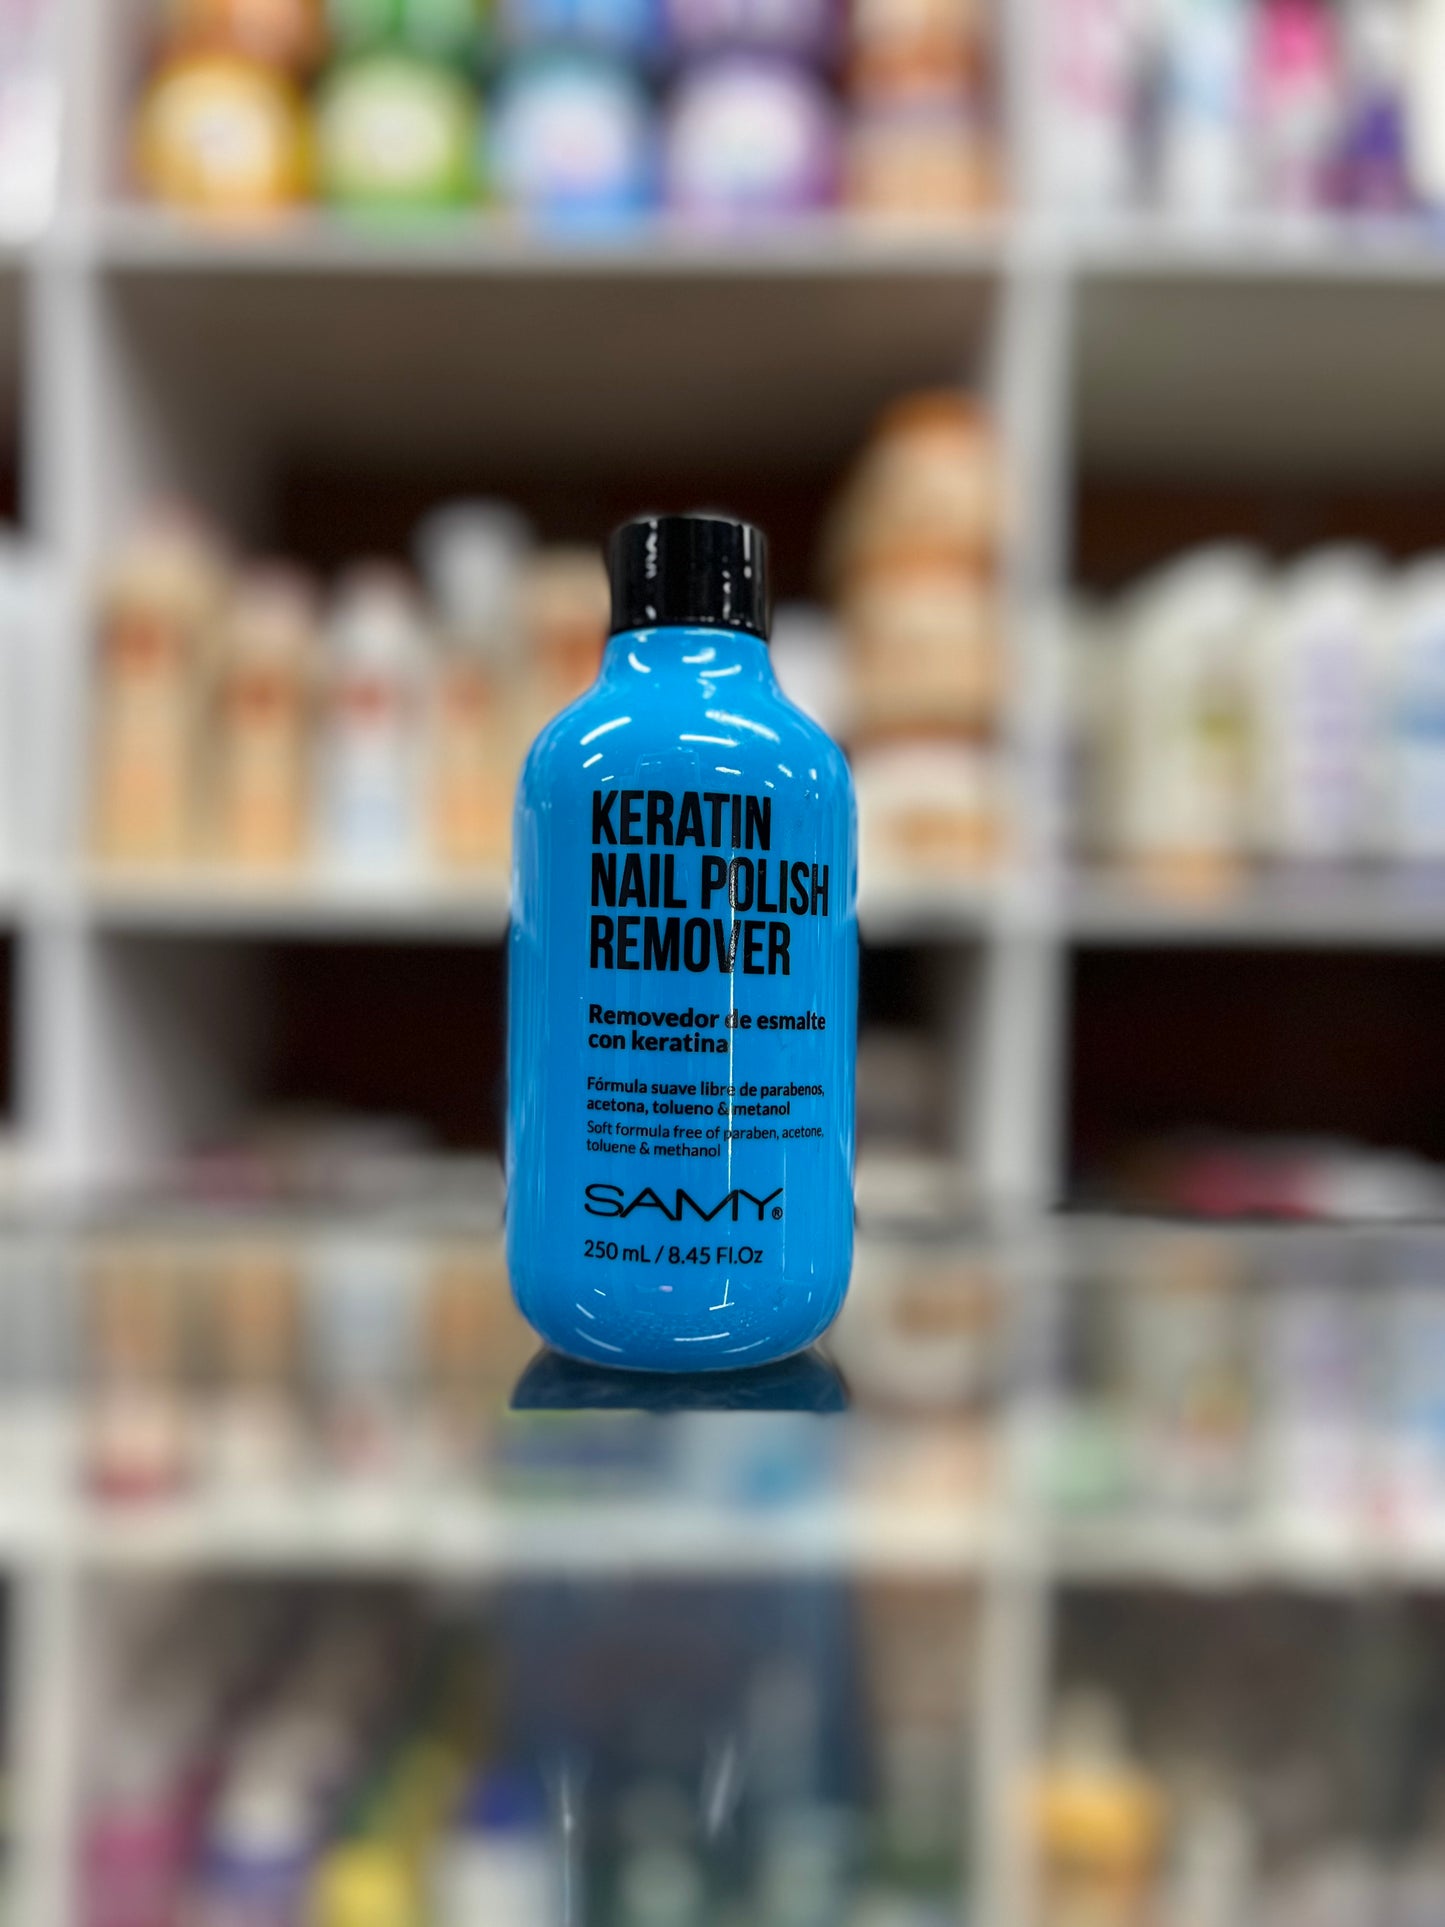 KERATIN
NAIL POLISH
REMOVER
Removedor de esmalte
con keratina
Fórmula suave libre de parabenos,
acetona, tolueno & metanol
Soft formula free of paraben, acetone,
toluene & methanol
SAMY®
250 mL / 8.45 Fl.Oz